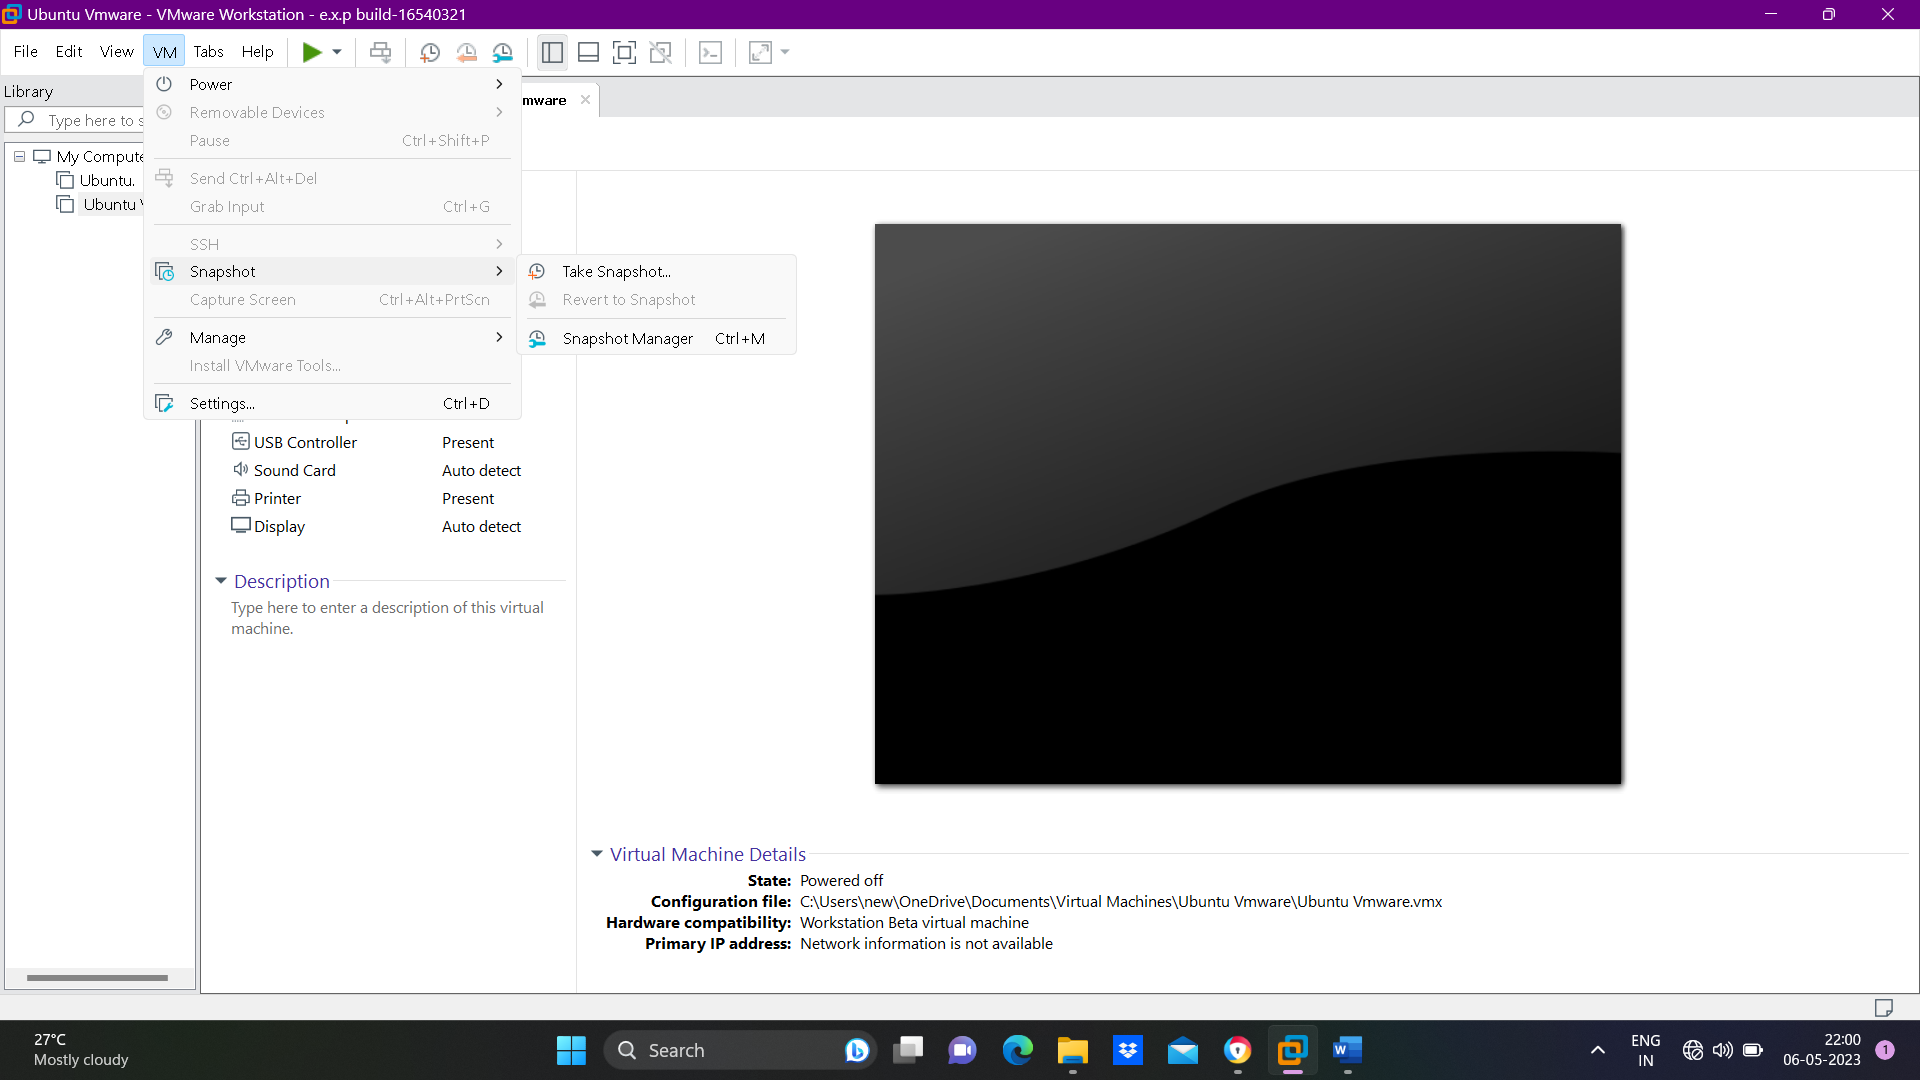 Ubuntu Vmware - VMware Workstation - e.x.p build-16540321
File Edit View VM Tabs Help
Library
Type here to s
My Compute
Ubuntu.
Ubuntu V
mware
Power
Removable Devices
Pause Ctrl+Shift+P
Send Ctrl+Alt+Del
Grab Input Ctrl+G
SSH
Snapshot
Capture Screen Ctrl+Alt+PrtScn
Manage
Install VMware Tools...
Settings... Ctrl+D
Take Snapshot...
Revert to Snapshot
Snapshot Manager Ctrl+M
USB Controller Present
Sound Card Auto detect
Printer Present
Display Auto detect
Description
Type here to enter a description of this virtual
machine.
Virtual Machine Details
State: Powered off
Configuration file: C:\Users\new\OneDrive\Documents\Virtual Machines\Ubuntu Vmware\Ubuntu Vmware.vmx
Hardware compatibility: Workstation Beta virtual machine
Primary IP address: Network information is not available
27°C
Mostly cloudy
Search
W
ENG
IN
22:00
06-05-2023
1